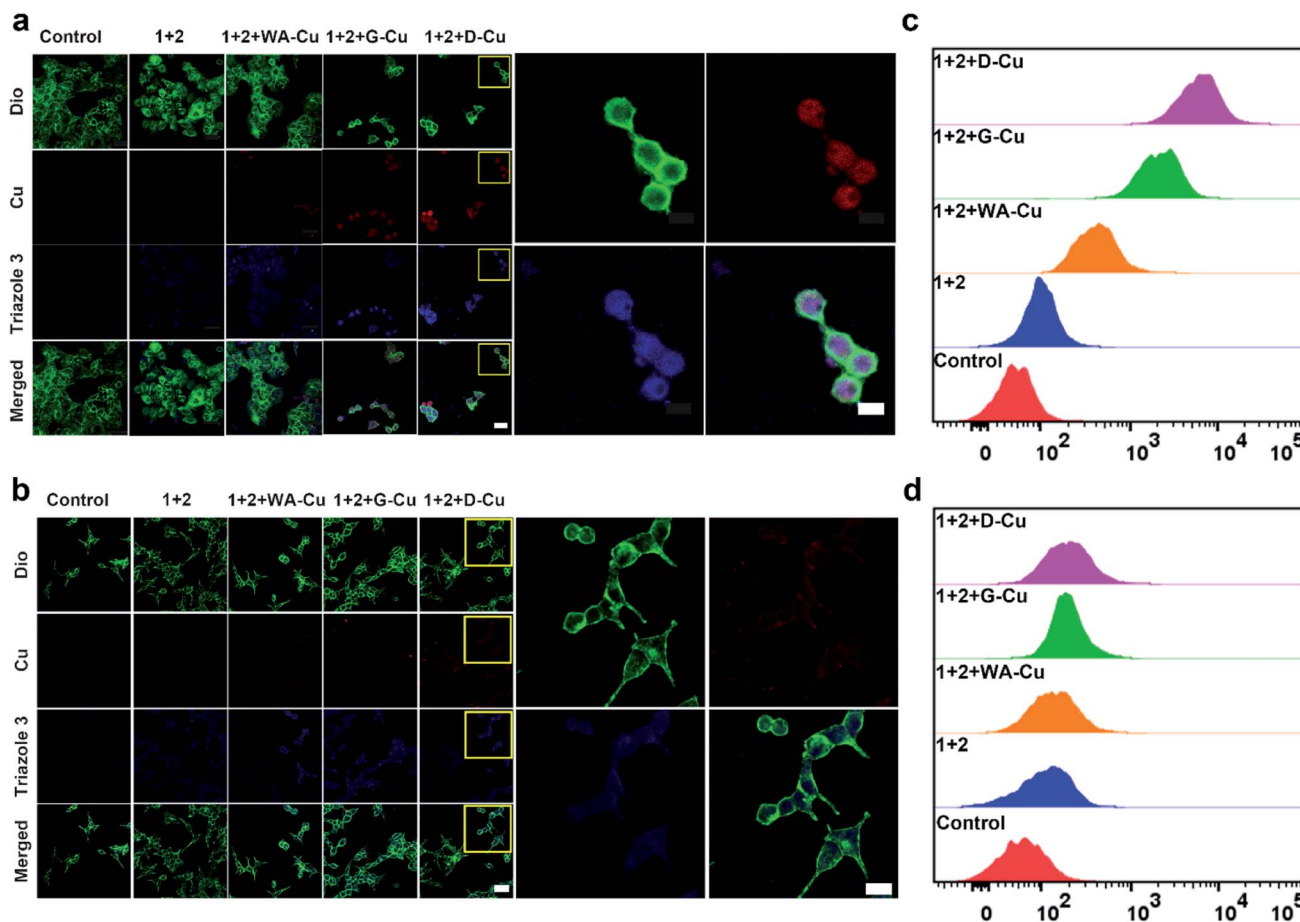 a
Control 1+2 1+2+WA-Cu 1+2+G-Cu 1+2+D-Cu
Dio
Cu
Triazole 3
Merged
c
1+2+D-Cu
1+2+G-Cu
1+2+WA-Cu
1+2
Control
0 10² 10³ 10⁴ 10⁵
b
Control 1+2 1+2+WA-Cu 1+2+G-Cu 1+2+D-Cu
Dio
Cu
Triazole 3
Merged
d
1+2+D-Cu
1+2+G-Cu
1+2+WA-Cu
1+2
Control
0 10² 10³ 10⁴ 10⁵